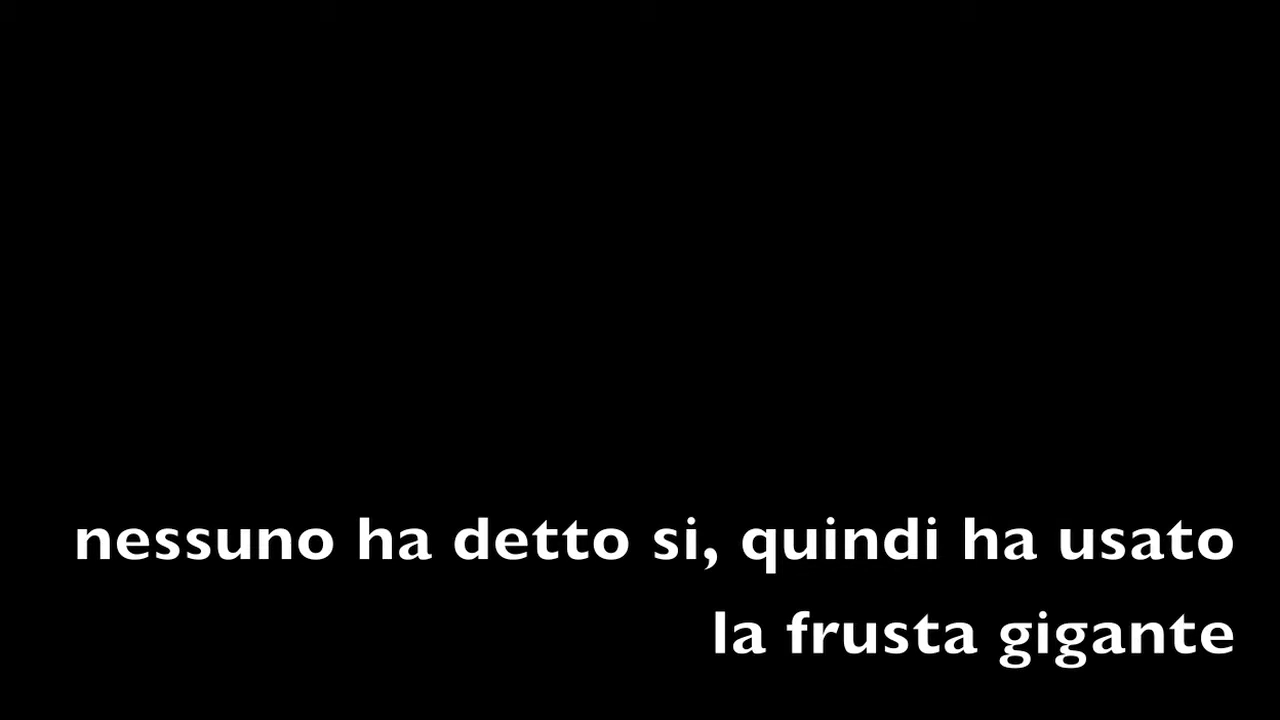 nessuno ha detto si, quindi ha usato
la frusta gigante